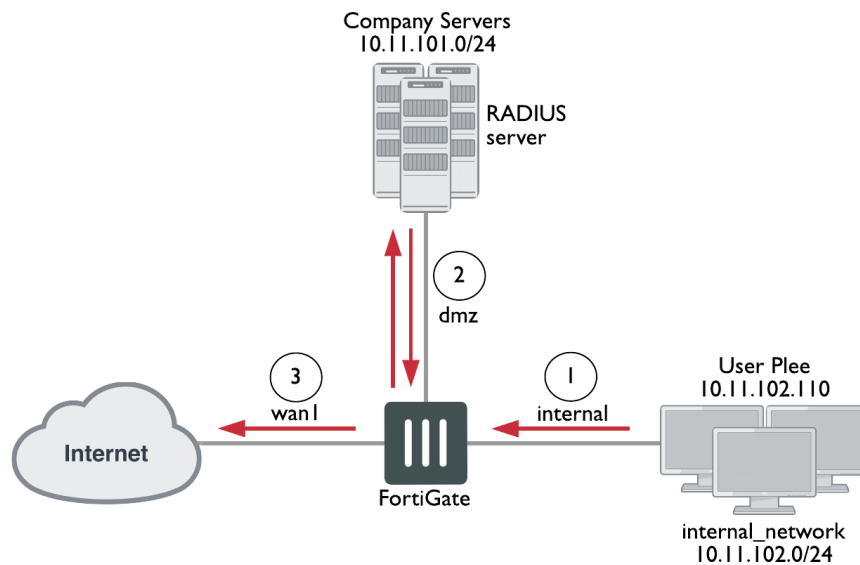 Company Servers
10.11.101.0/24
RADIUS
server
2
dmz
3
wan1
1
internal
User Plee
10.11.102.110
Internet
FortiGate
internal_network
10.11.102.0/24